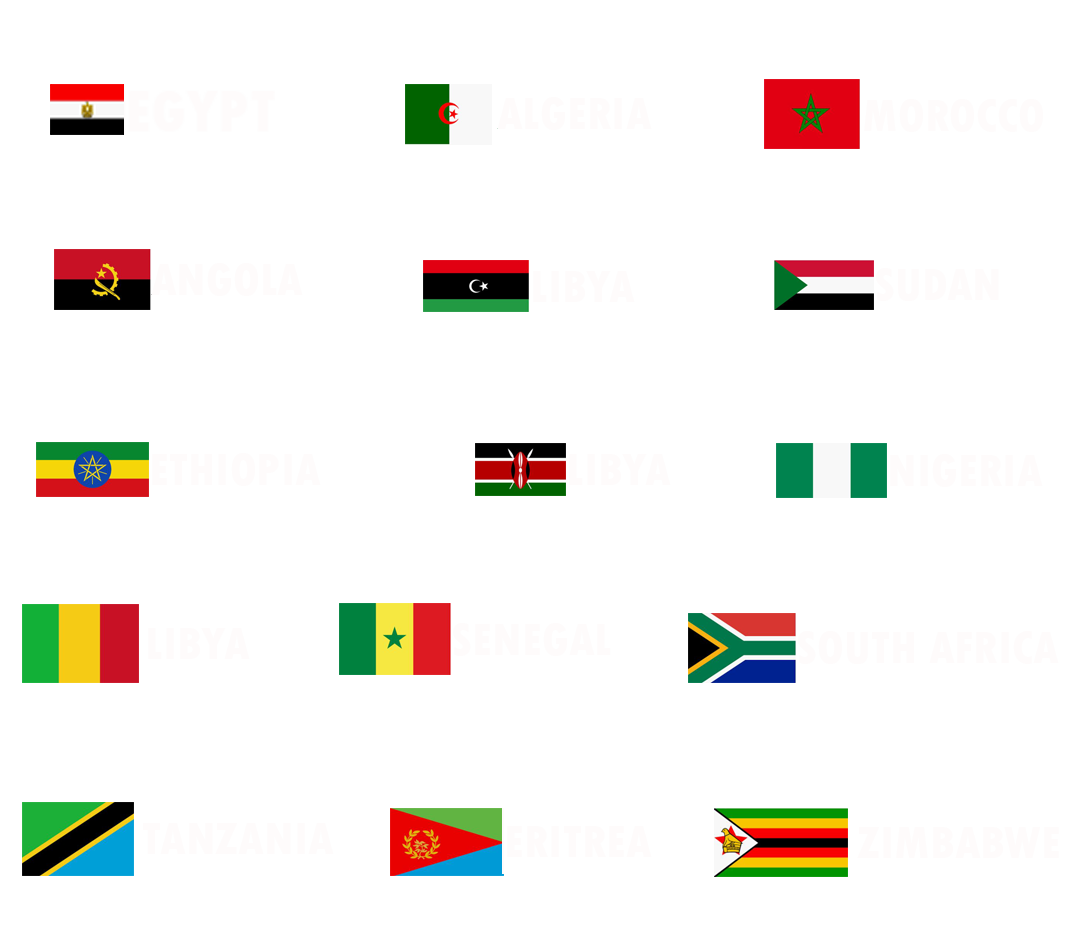 EGYPT
ALGERIA
MOROCCO
ANGOLA
LIBYA
SUDAN
ETHIOPIA
LIBYA
NIGERIA
LIBYA
SENEGAL
SOUTH AFRICA
TANZANIA
ERITREA
ZIMBABWE